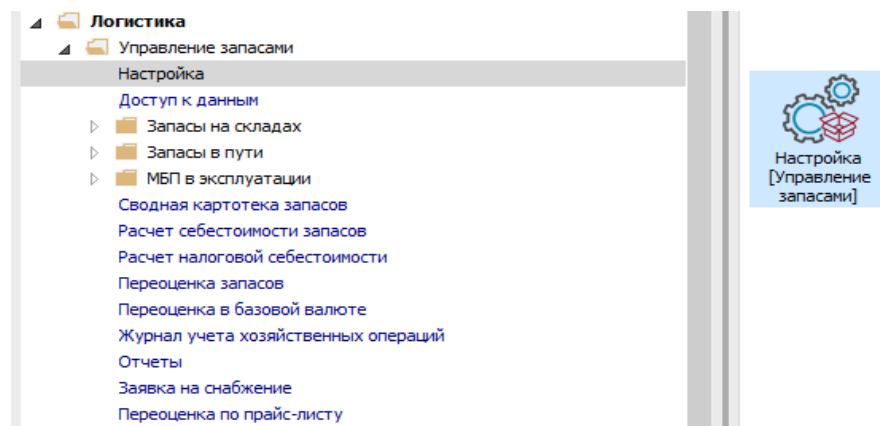 Логистика
Управление запасами
Настройка
Доступ к данным
Запасы на складах
Запасы в пути
МБП в эксплуатации
Сводная картотека запасов
Расчет себестоимости запасов
Расчет налоговой себестоимости
Переоценка запасов
Переоценка в базовой валюте
Журнал учета хозяйственных операций
Отчеты
Заявка на снабжение
Переоценка по прайс-листу
Настройка
[Управление
запасами]